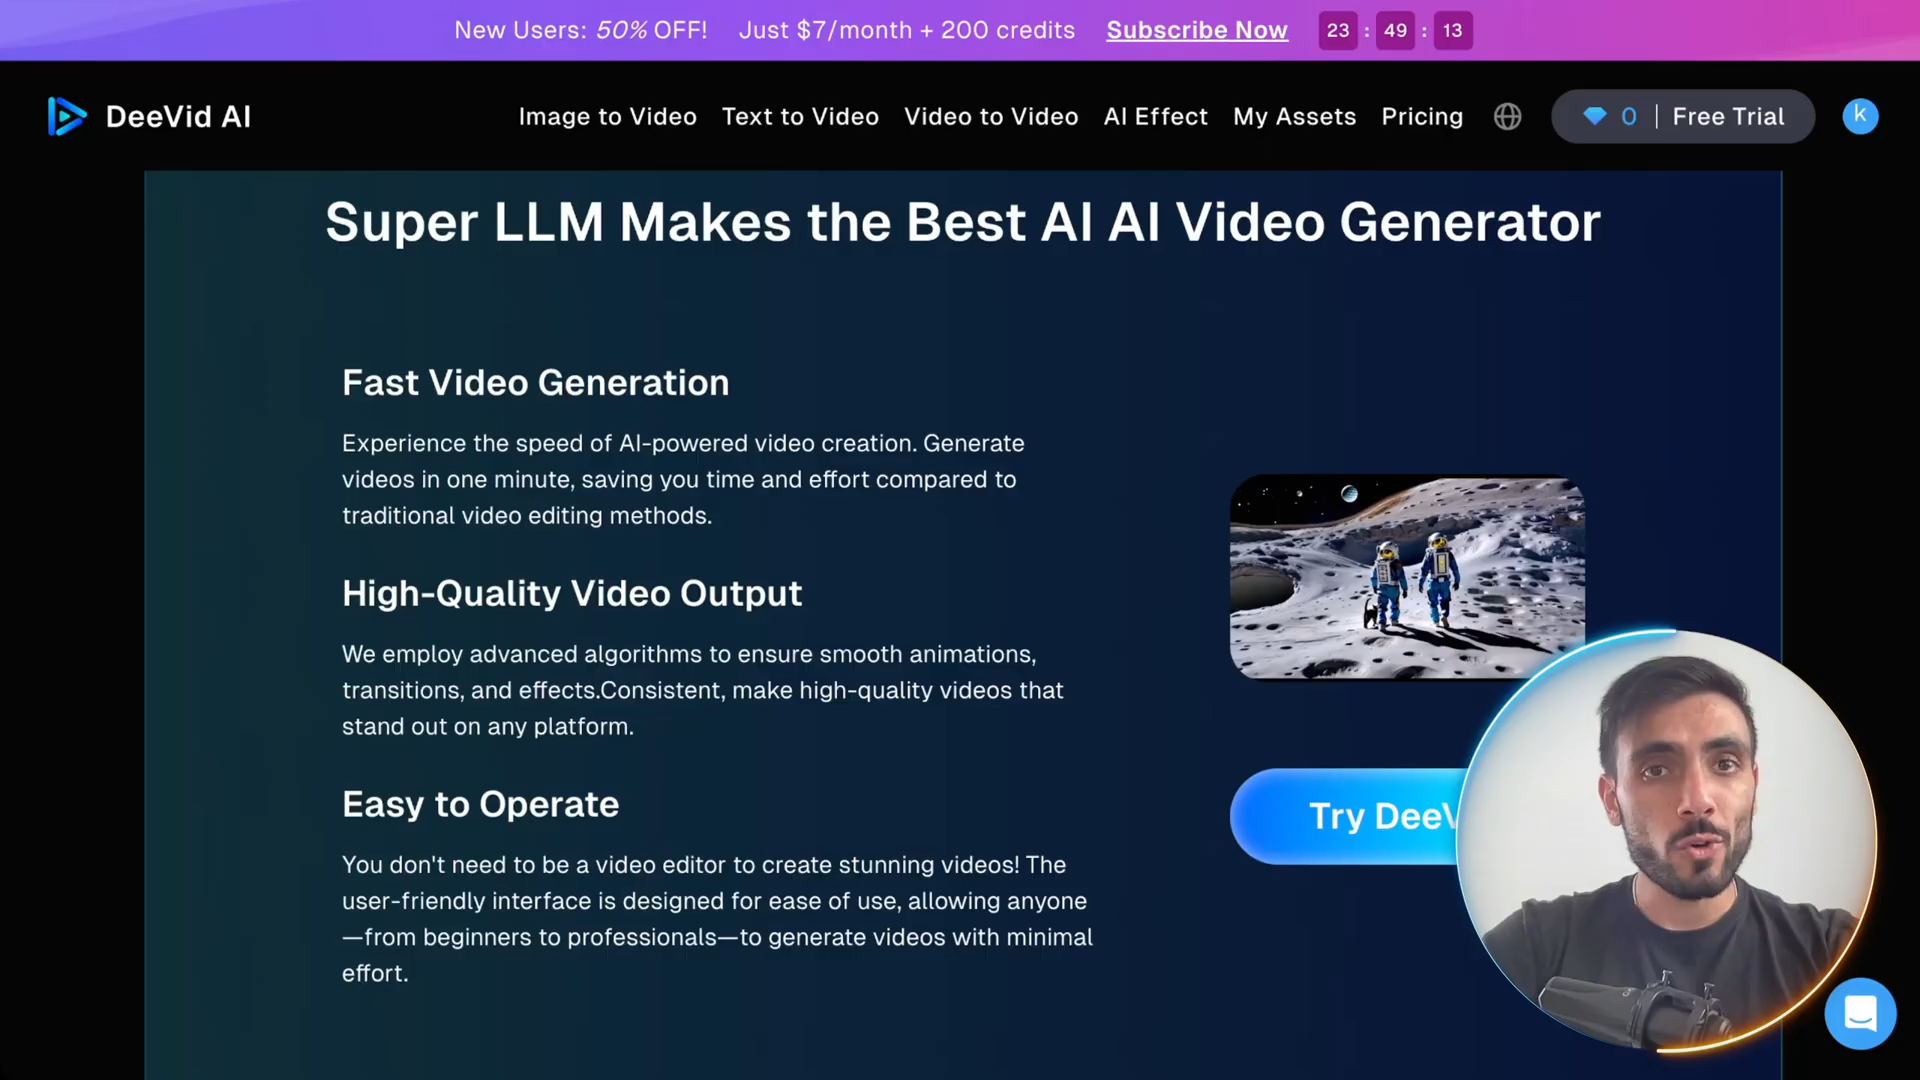 New Users: 50% OFF! Just $7/month + 200 credits Subscribe Now 23 : 49 : 13
DeeVid AI Image to Video Text to Video Video to Video AI Effect My Assets Pricing 0 | Free Trial k
Super LLM Makes the Best AI AI Video Generator
Fast Video Generation
Experience the speed of AI-powered video creation. Generate
videos in one minute, saving you time and effort compared to
traditional video editing methods.
High-Quality Video Output
We employ advanced algorithms to ensure smooth animations,
transitions, and effects.Consistent, make high-quality videos that
stand out on any platform.
Easy to Operate
You don't need to be a video editor to create stunning videos! The
user-friendly interface is designed for ease of use, allowing anyone
—from beginners to professionals—to generate videos with minimal
effort.
Try Dee